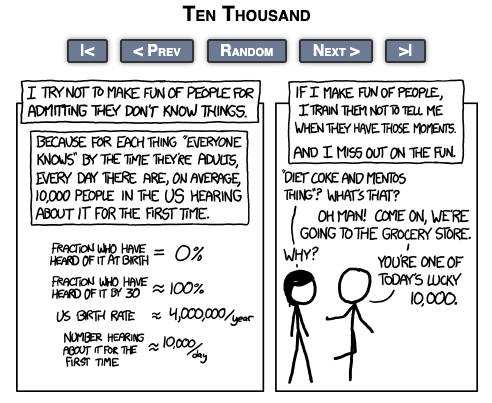 Ten Thousand
|<
< Prev
Random
Next >
>|
I TRY NOT TO MAKE FUN OF PEOPLE FOR
ADMITTING THEY DON'T KNOW THINGS.
BECAUSE FOR EACH THING "EVERYONE
KNOWS" BY THE TIME THEY'RE ADULTS,
EVERY DAY THERE ARE, ON AVERAGE,
10,000 PEOPLE IN THE US HEARING
ABOUT IT FOR THE FIRST TIME.
FRACTION WHO HAVE
HEARD OF IT AT BIRTH = 0%
FRACTION WHO HAVE
HEARD OF IT BY 30 ≈ 100%
US BIRTH RATE ≈ 4,000,000/year
NUMBER HEARING
ABOUT IT FOR THE ≈ 10,000/day
FIRST TIME
IF I MAKE FUN OF PEOPLE,
I TRAIN THEM NOT TO TELL ME
WHEN THEY HAVE THOSE MOMENTS.
AND I MISS OUT ON THE FUN.
"DIET COKE AND MENTOS
THING"? WHAT'S THAT?
OH MAN! COME ON, WE'RE
GOING TO THE GROCERY STORE.
WHY?
YOU'RE ONE OF
TODAY'S LUCKY
10,000.